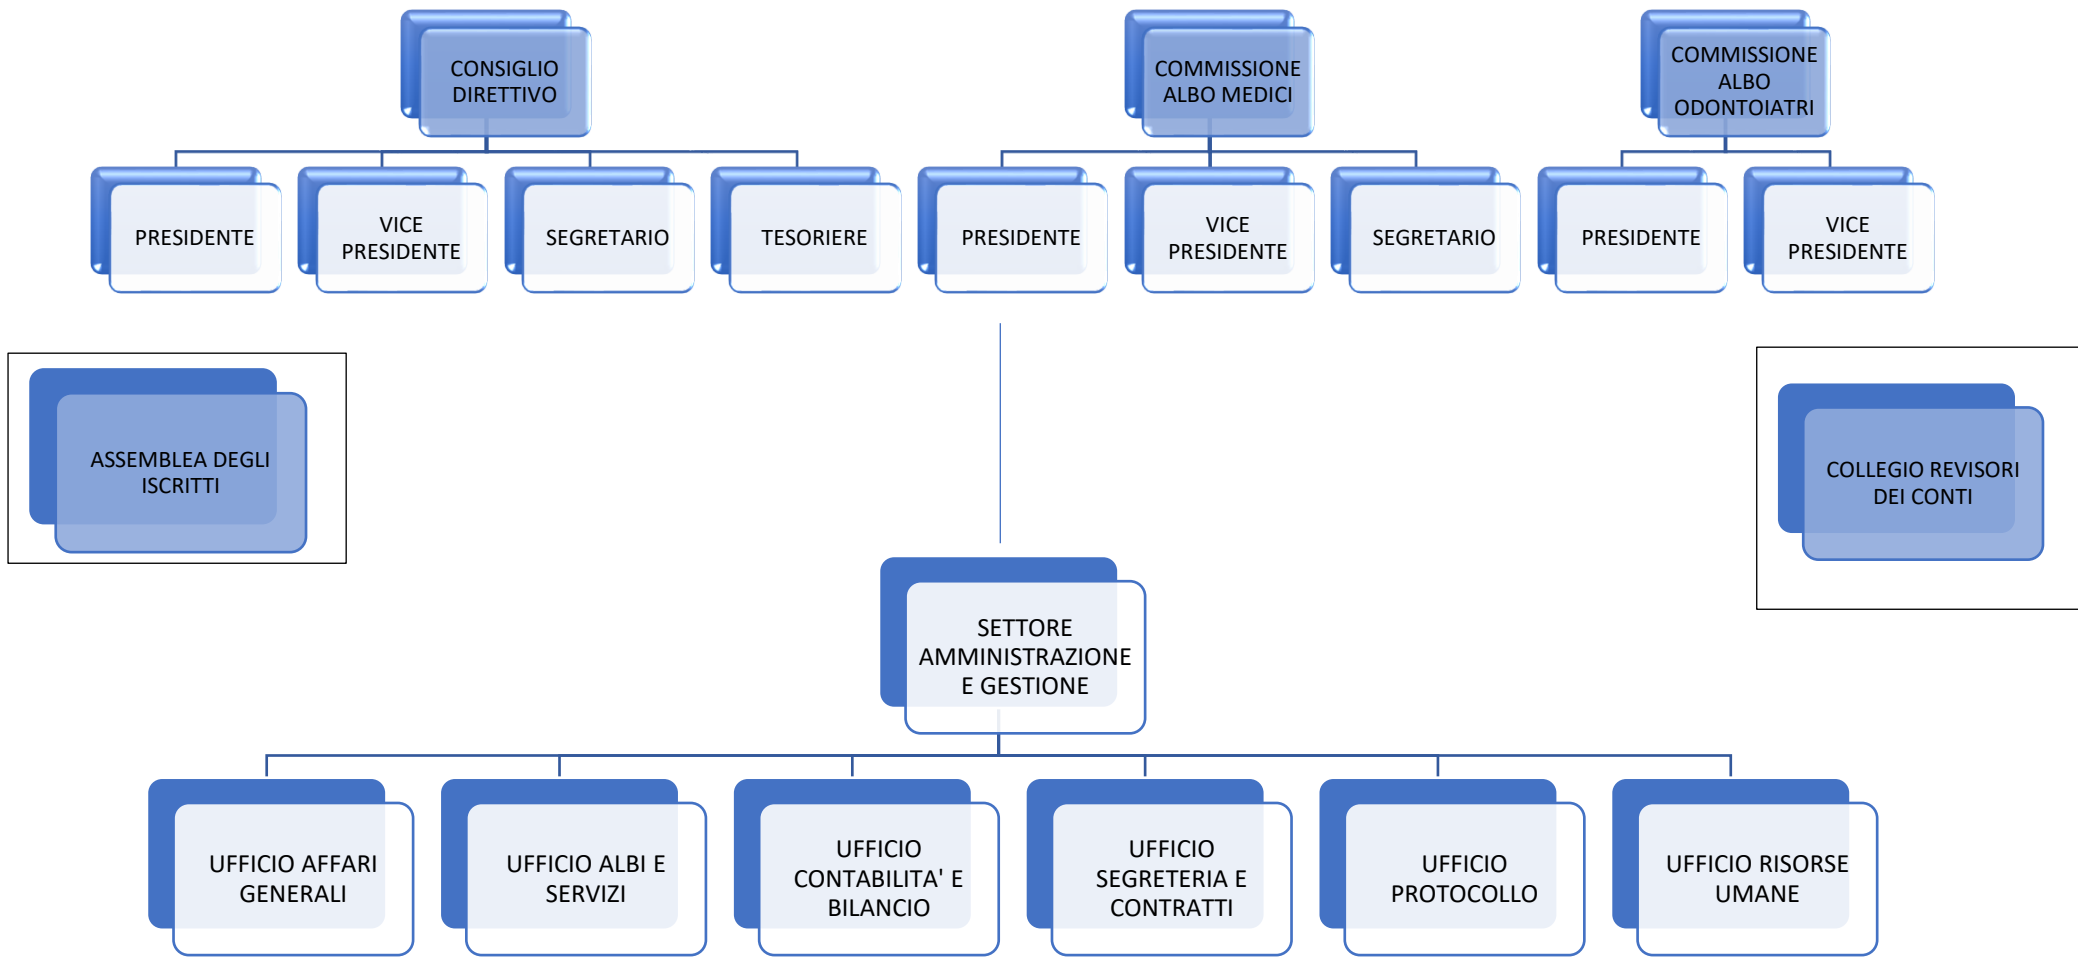 CONSIGLIO
DIRETTIVO
COMMISSIONE
ALBO MEDICI
COMMISSIONE
ALBO
ODONTOIATRI
PRESIDENTE
VICE
PRESIDENTE
SEGRETARIO
TESORIERE
PRESIDENTE
VICE
PRESIDENTE
SEGRETARIO
PRESIDENTE
VICE
PRESIDENTE
ASSEMBLEA DEGLI
ISCRITTI
COLLEGIO REVISORI
DEI CONTI
SETTORE
AMMINISTRAZIONE
E GESTIONE
UFFICIO AFFARI
GENERALI
UFFICIO ALBI E
SERVIZI
UFFICIO
CONTABILITA' E
BILANCIO
UFFICIO
SEGRETERIA E
CONTRATTI
UFFICIO
PROTOCOLLO
UFFICIO RISORSE
UMANE